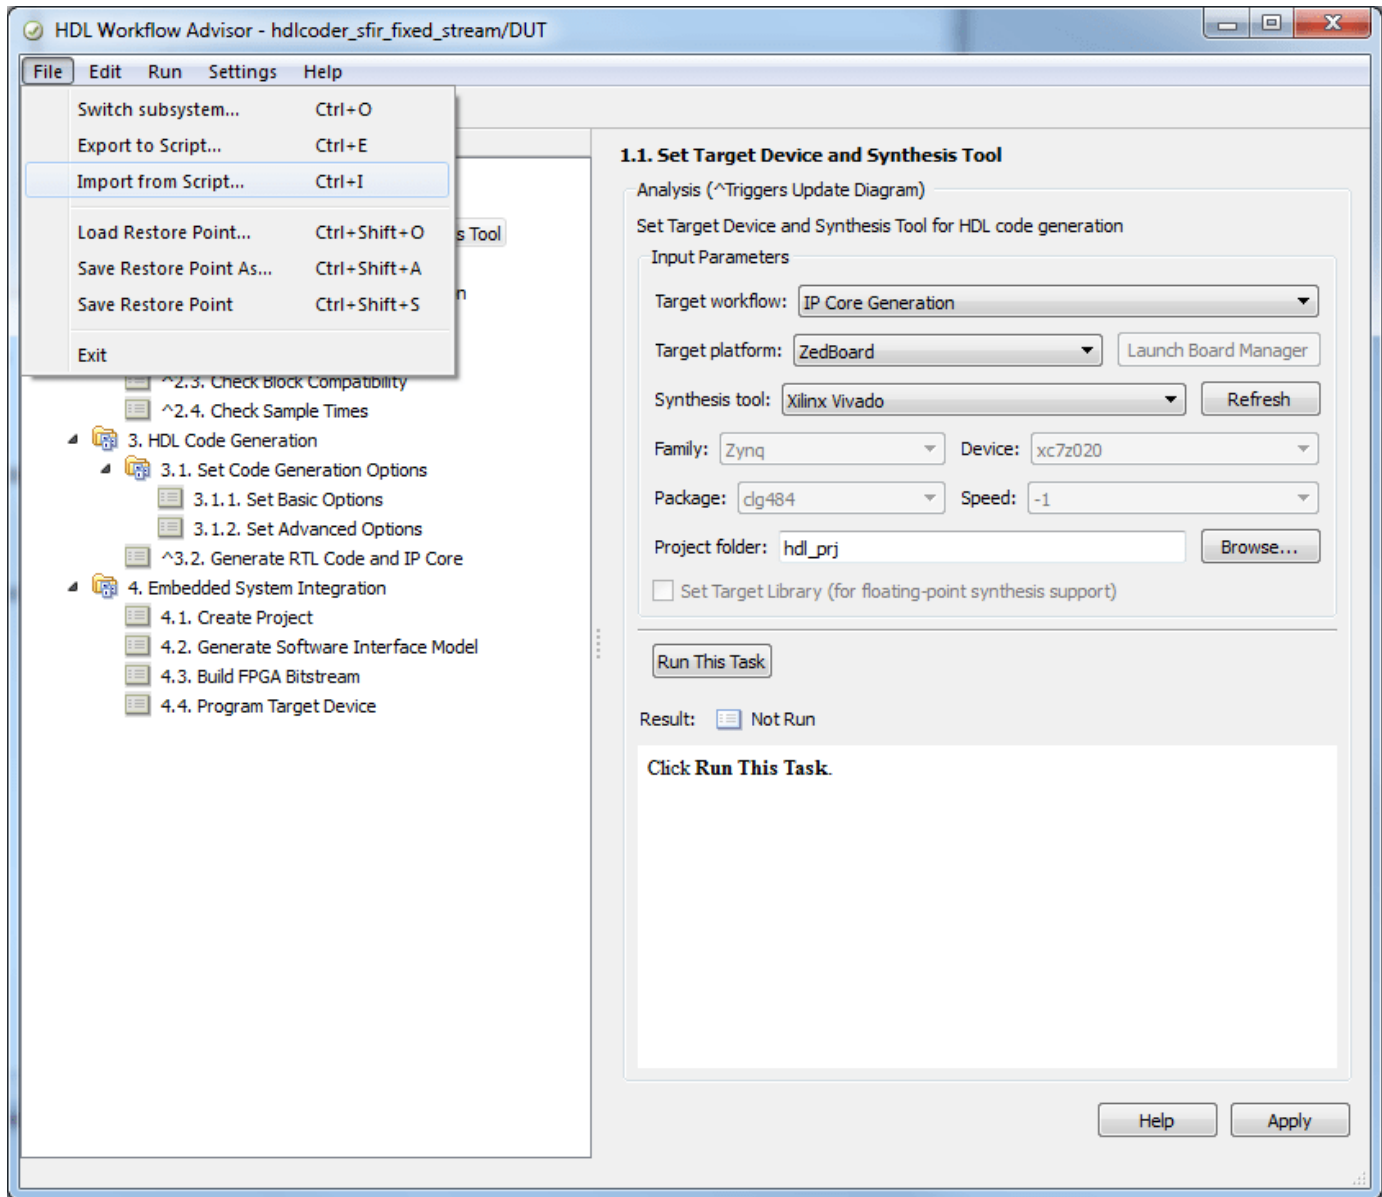 HDL Workflow Advisor - hdlcoder_sfir_fixed_stream/DUT
File Edit Run Settings Help
Switch subsystem... Ctrl+O
Export to Script... Ctrl+E
Import from Script... Ctrl+I
Load Restore Point... Ctrl+Shift+O
Save Restore Point As... Ctrl+Shift+A
Save Restore Point Ctrl+Shift+S
Exit
s Tool
n
^2.3. Check Block Compatibility
^2.4. Check Sample Times
3. HDL Code Generation
3.1. Set Code Generation Options
3.1.1. Set Basic Options
3.1.2. Set Advanced Options
^3.2. Generate RTL Code and IP Core
4. Embedded System Integration
4.1. Create Project
4.2. Generate Software Interface Model
4.3. Build FPGA Bitstream
4.4. Program Target Device
1.1. Set Target Device and Synthesis Tool
Analysis (^Triggers Update Diagram)
Set Target Device and Synthesis Tool for HDL code generation
Input Parameters
Target workflow: IP Core Generation
Target platform: ZedBoard Launch Board Manager
Synthesis tool: Xilinx Vivado Refresh
Family: Zynq Device: xc7z020
Package: clg484 Speed: -1
Project folder: hdl_prj Browse...
Set Target Library (for floating-point synthesis support)
Run This Task
Result: Not Run
Click Run This Task.
Help Apply